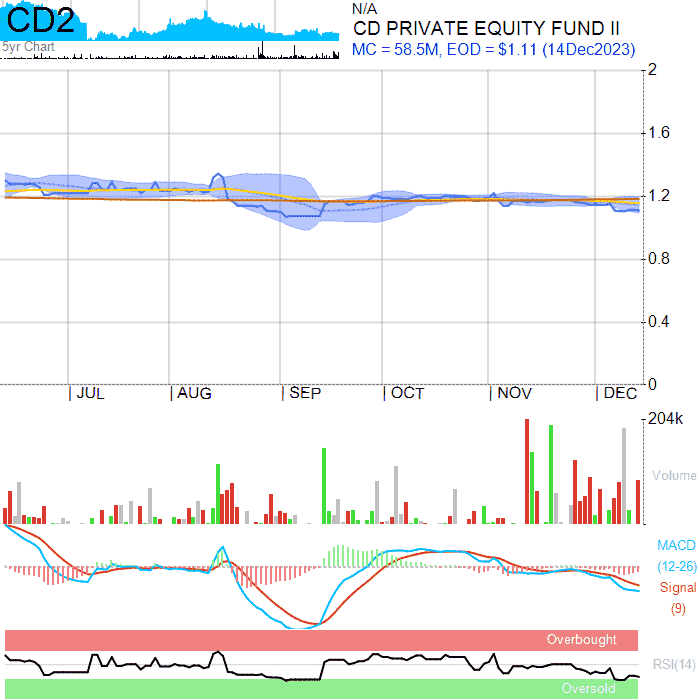 CD2
5yr Chart
N/A
CD PRIVATE EQUITY FUND II
MC = 58.5M, EOD = $1.11 (14Dec2023)
2
1.6
1.2
0.8
0.4
0
JUL AUG SEP OCT NOV DEC
204k
Volume
MACD
(12-26)
Signal
(9)
Overbought
RSI(14)
Oversold